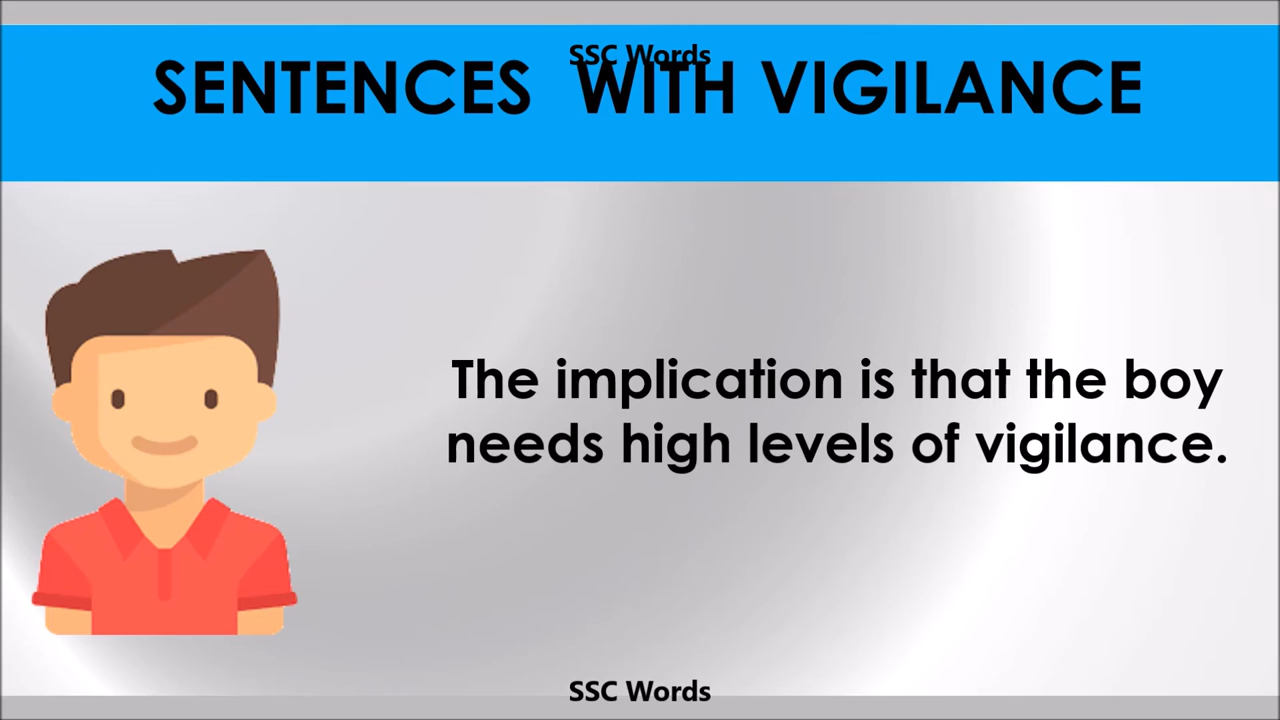 SSC Words
SENTENCES WITH VIGILANCE
The implication is that the boy
needs high levels of vigilance.
SSC Words